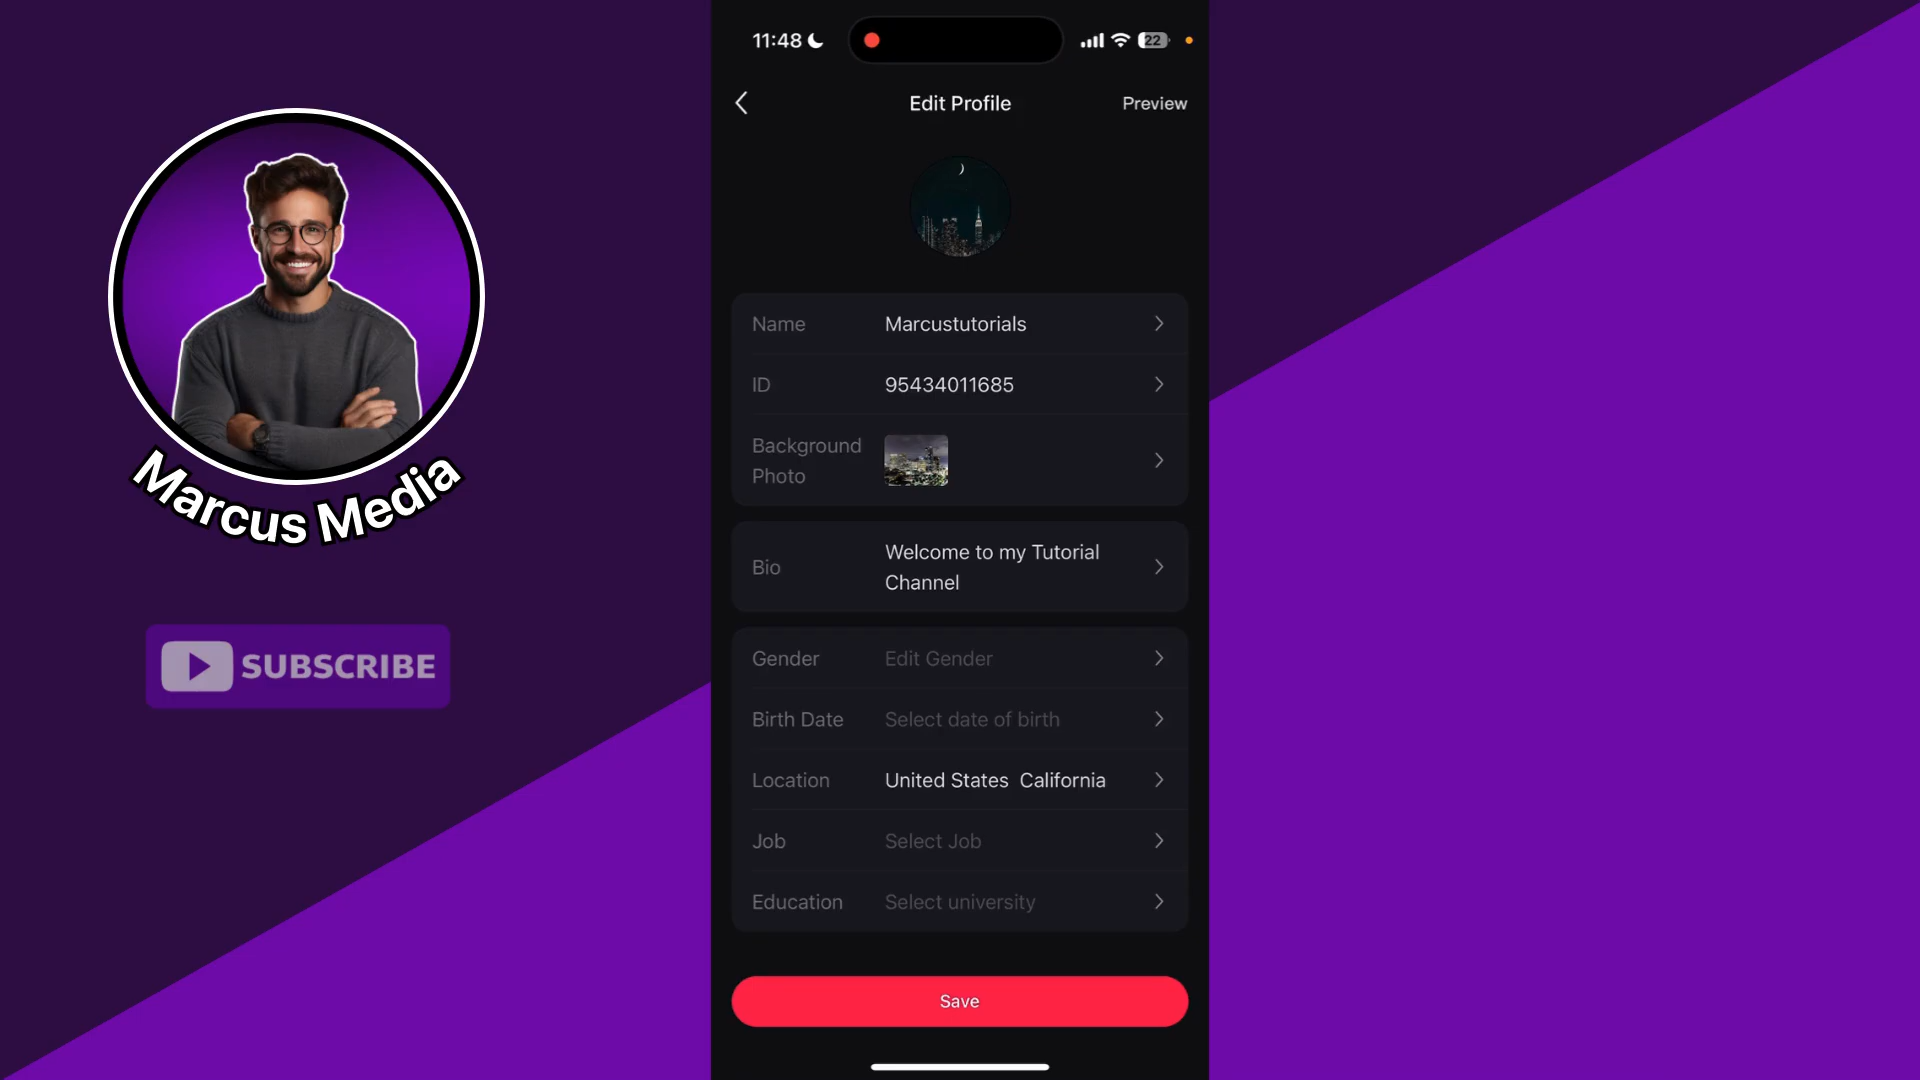 11:48
22
Edit Profile
Preview
Name
Marcustutorials
ID
95434011685
Background
Photo
Bio
Welcome to my Tutorial
Channel
Gender
Edit Gender
Birth Date
Select date of birth
Location
United States California
Job
Select Job
Education
Select university
Save
Marcus Media
SUBSCRIBE